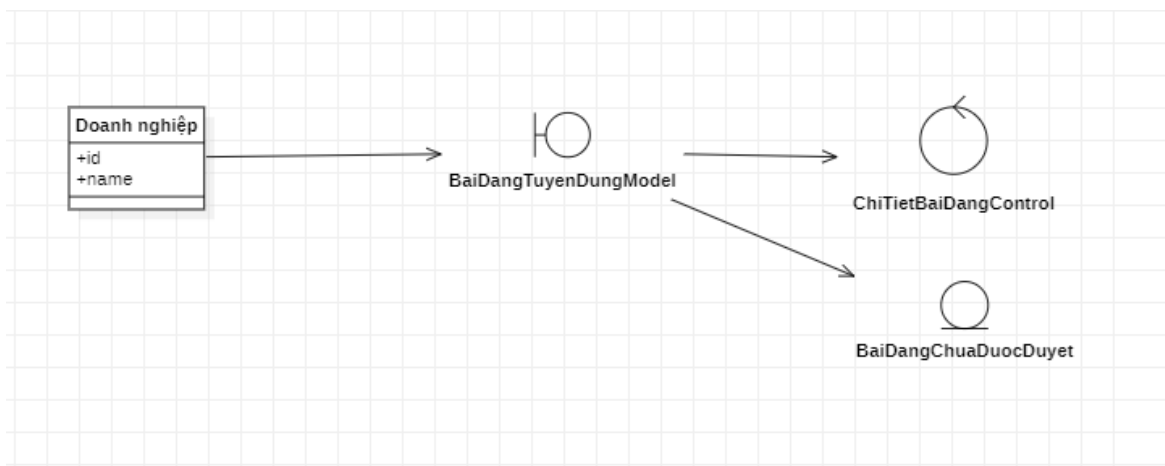 Doanh nghiệp
+id
+name
BaiDangTuyenDungModel
ChiTietBaiDangControl
BaiDangChuaDuocDuyet